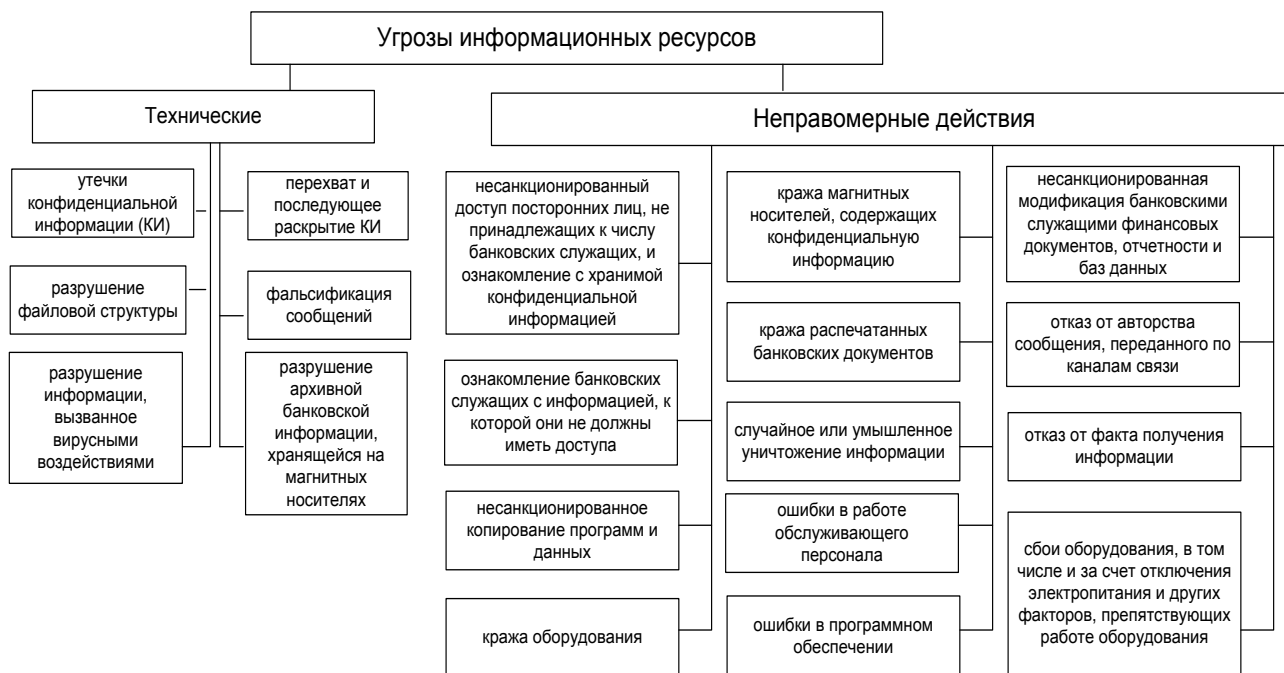 Угрозы информационных ресурсов
Технические
утечки
конфиденциальной
информации (КИ)
разрушение
файловой структуры
разрушение
информации,
вызванное
вирусными
воздействиями
перехват и
последующее
раскрытие КИ
фальсификация
сообщений
разрушение
архивной
банковской
информации,
хранящейся на
магнитных
носителях
Неправомерные действия
несанкционированный
доступ посторонних лиц, не
принадлежащих к числу
банковских служащих, и
ознакомление с хранимой
конфиденциальной
информацией
ознакомление банковских
служащих с информацией, к
которой они не должны
иметь доступа
несанкционированное
копирование программ и
данных
кража оборудования
кража магнитных
носителей, содержащих
конфиденциальную
информацию
кража распечатанных
банковских документов
случайное или умышленное
уничтожение информации
ошибки в работе
обслуживающего
персонала
ошибки в программном
обеспечении
несанкционированная
модификация банковскими
служащими финансовых
документов, отчетности и
баз данных
отказ от авторства
сообщения, переданного по
каналам связи
отказ от факта получения
информации
сбои оборудования, в том
числе и за счет отключения
электропитания и других
факторов, препятствующих
работе оборудования